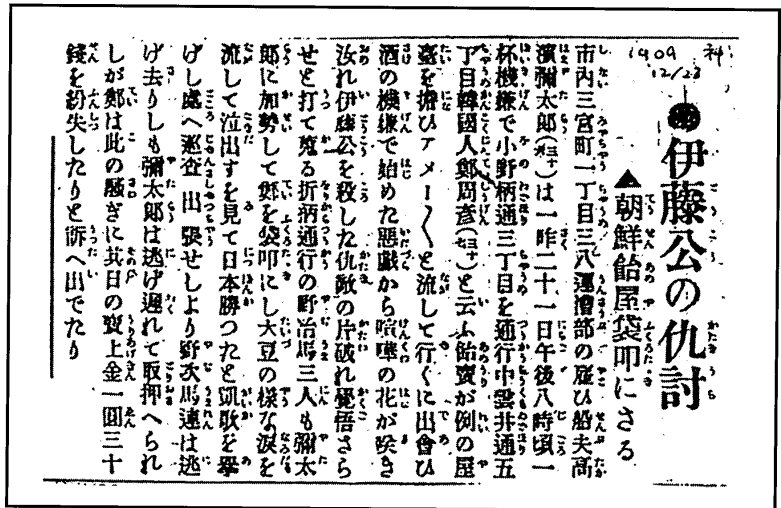 1909 神
12/23
●伊藤公の仇討
▲朝鮮飴屋袋叩にさる
市内三宮町一丁目三八運漕部の雇ひ船夫高
濱彌太郎(三十)は一昨二十一日午後八時頃一
杯機嫌で小野柄通三丁目を通行中雲井通五
丁目韓國人鄭周彦(三十)と云ふ飴賣が例の屋
臺を擔ひアメー〱と流して行くに出會ひ
酒の機嫌で始めた悪戯から喧嘩の花が咲き
汝れ伊藤公を殺した仇敵の片破れ覺悟さら
せと打て蒐る折柄通行の野治馬三人も彌太
郎に加勢して鄭を袋叩にし大豆の樣な涙を
流して泣出すを見て日本勝つたと凱歌を擧
げし處へ巡査出張せしより野次馬連は逃
げ去りしも彌太郎は逃げ遲れて取押へられ
しが鄭は此の騷ぎに其日の賣上金一圓三十
錢を紛失したりと訴へ出でたり